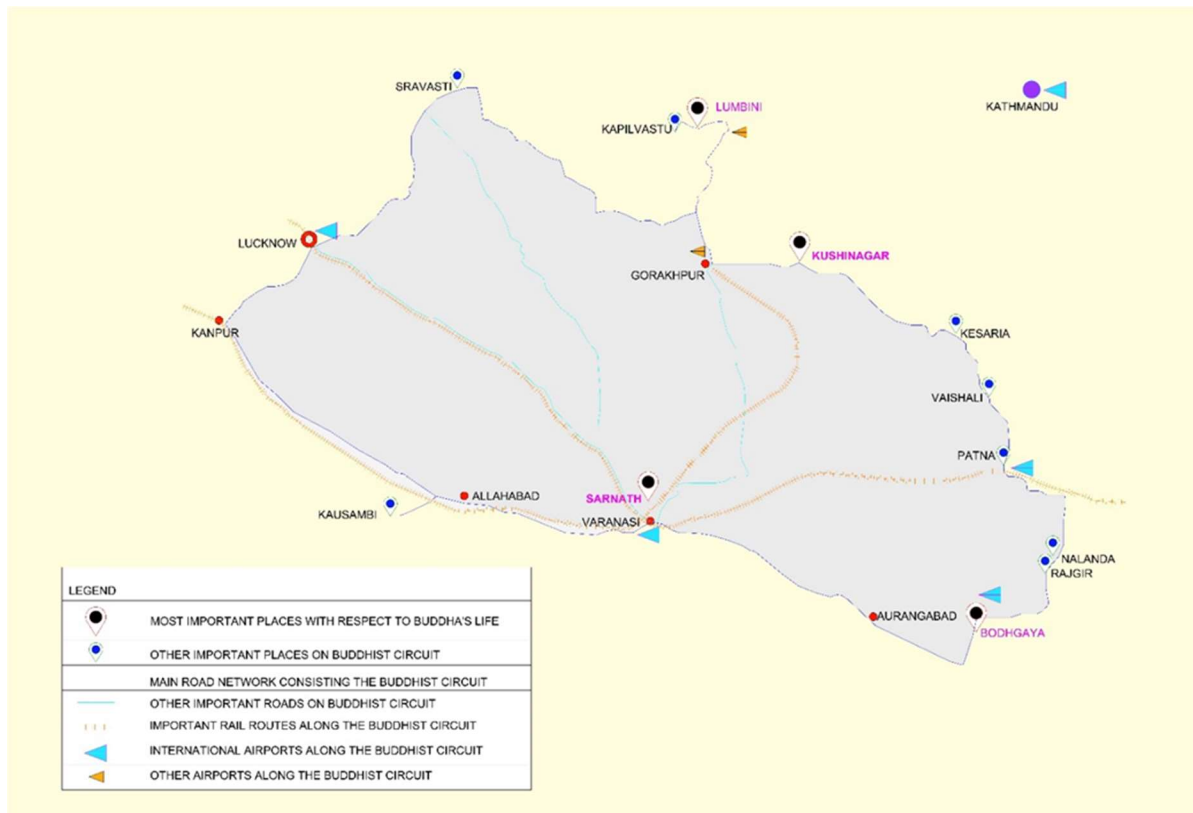 SRAVASTI
LUMBINI
KAPILVASTU
KATHMANDU
LUCKNOW
KUSHINAGAR
GORAKHPUR
KANPUR
KESARIA
VAISHALI
PATNA
ALLAHABAD
SARNATH
KAUSAMBI
VARANASI
NALANDA
RAJGIR
AURANGABAD
BODHGAYA
LEGEND
MOST IMPORTANT PLACES WITH RESPECT TO BUDDHA'S LIFE
OTHER IMPORTANT PLACES ON BUDDHIST CIRCUIT
MAIN ROAD NETWORK CONSISTING THE BUDDHIST CIRCUIT
OTHER IMPORTANT ROADS ON BUDDHIST CIRCUIT
IMPORTANT RAIL ROUTES ALONG THE BUDDHIST CIRCUIT
INTERNATIONAL AIRPORTS ALONG THE BUDDHIST CIRCUIT
OTHER AIRPORTS ALONG THE BUDDHIST CIRCUIT